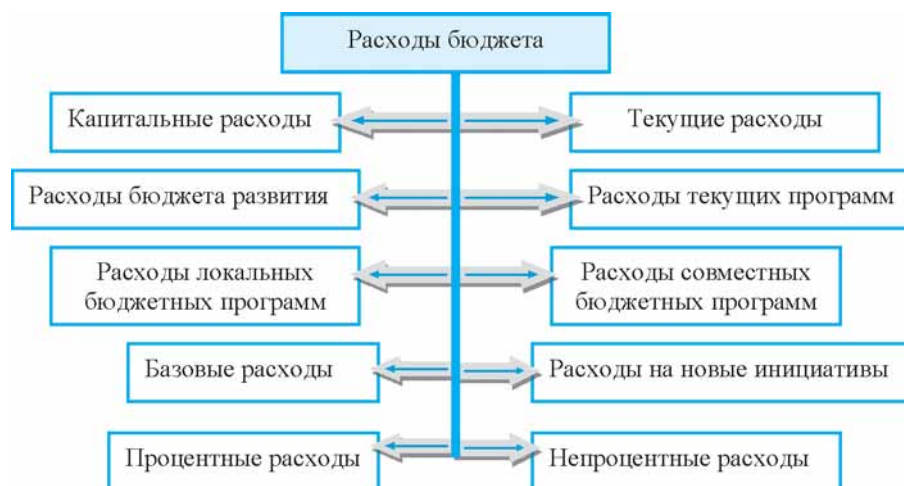 Расходы бюджета
Капитальные расходы
Текущие расходы
Расходы бюджета развития
Расходы текущих программ
Расходы локальных
бюджетных программ
Расходы совместных
бюджетных программ
Базовые расходы
Расходы на новые инициативы
Процентные расходы
Непроцентные расходы